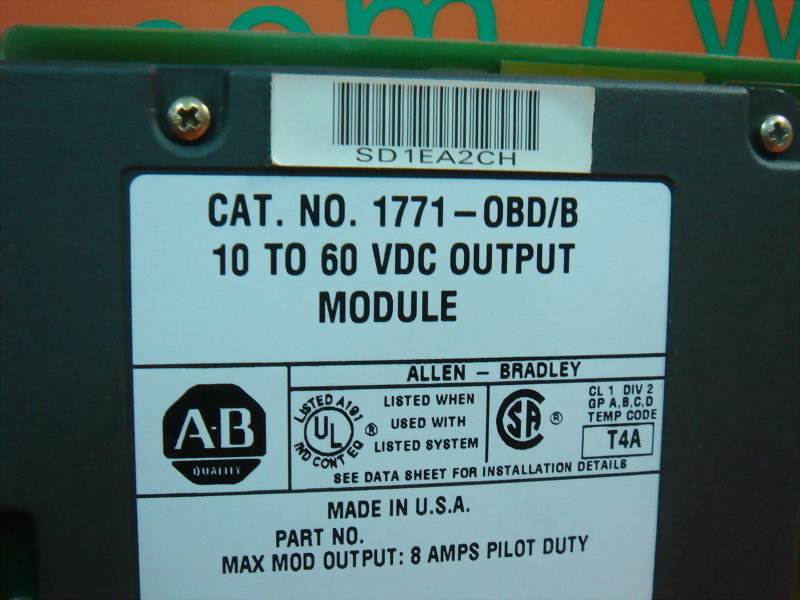 com / w
SD1EA2CH
CAT. NO. 1771-OBD/B
10 TO 60 VDC OUTPUT
MODULE
ALLEN - BRADLEY
A-B
QUALITY
LISTED A191
UL
IND CONT EQ
®
LISTED WHEN
USED WITH
LISTED SYSTEM
SA
®
CL 1 DIV 2
GP A,B,C,D
TEMP CODE
T4A
SEE DATA SHEET FOR INSTALLATION DETAILS
MADE IN U.S.A.
PART NO.
MAX MOD OUTPUT: 8 AMPS PILOT DUTY